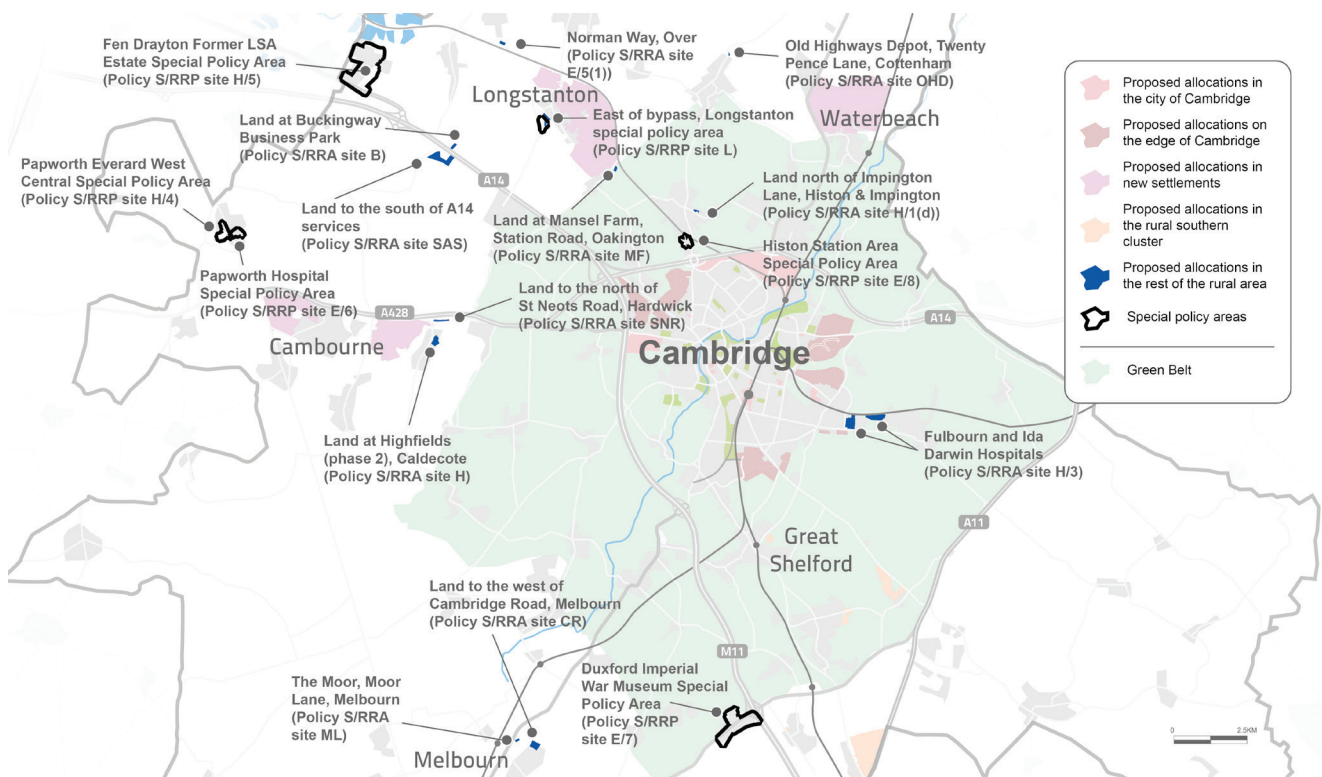 Fen Drayton Former LSA
Estate Special Policy Area
(Policy S/RRP site H/5)
Norman Way, Over
(Policy S/RRA site
E/5(1))
Old Highways Depot, Twenty
Pence Lane, Cottenham
(Policy S/RRA site OHD)
Longstanton
Land at Buckingway
Business Park
(Policy S/RRA site B)
East of bypass, Longstanton
special policy area
(Policy S/RRP site L)
Waterbeach
Papworth Everard West
Central Special Policy Area
(Policy S/RRP site H/4)
A14
Land to the south of A14
services
(Policy S/RRA site SAS)
Land at Mansel Farm,
Station Road, Oakington
(Policy S/RRA site MF)
Land north of Impington
Lane, Histon & Impington
(Policy S/RRA site H/1(d))
Histon Station Area
Special Policy Area
(Policy S/RRP site E/8)
Papworth Hospital
Special Policy Area
(Policy S/RRP site E/6)
Land to the north of
St Neots Road, Hardwick
(Policy S/RRA site SNR)
A428
A14
Cambourne
Cambridge
Land at Highfields
(phase 2), Caldecote
(Policy S/RRA site H)
Fulbourn and Ida
Darwin Hospitals
(Policy S/RRA site H/3)
A11
Great
Shelford
Land to the west of
Cambridge Road, Melbourn
(Policy S/RRA site CR)
M11
The Moor, Moor
Lane, Melbourn
(Policy S/RRA
site ML)
Duxford Imperial
War Museum Special
Policy Area
(Policy S/RRP
site E/7)
Melbourn
Proposed allocations in
the city of Cambridge
Proposed allocations on
the edge of Cambridge
Proposed allocations in
new settlements
Proposed allocations in
the rural southern
cluster
Proposed allocations in
the rest of the rural area
Special policy areas
Green Belt
0
2.5KM